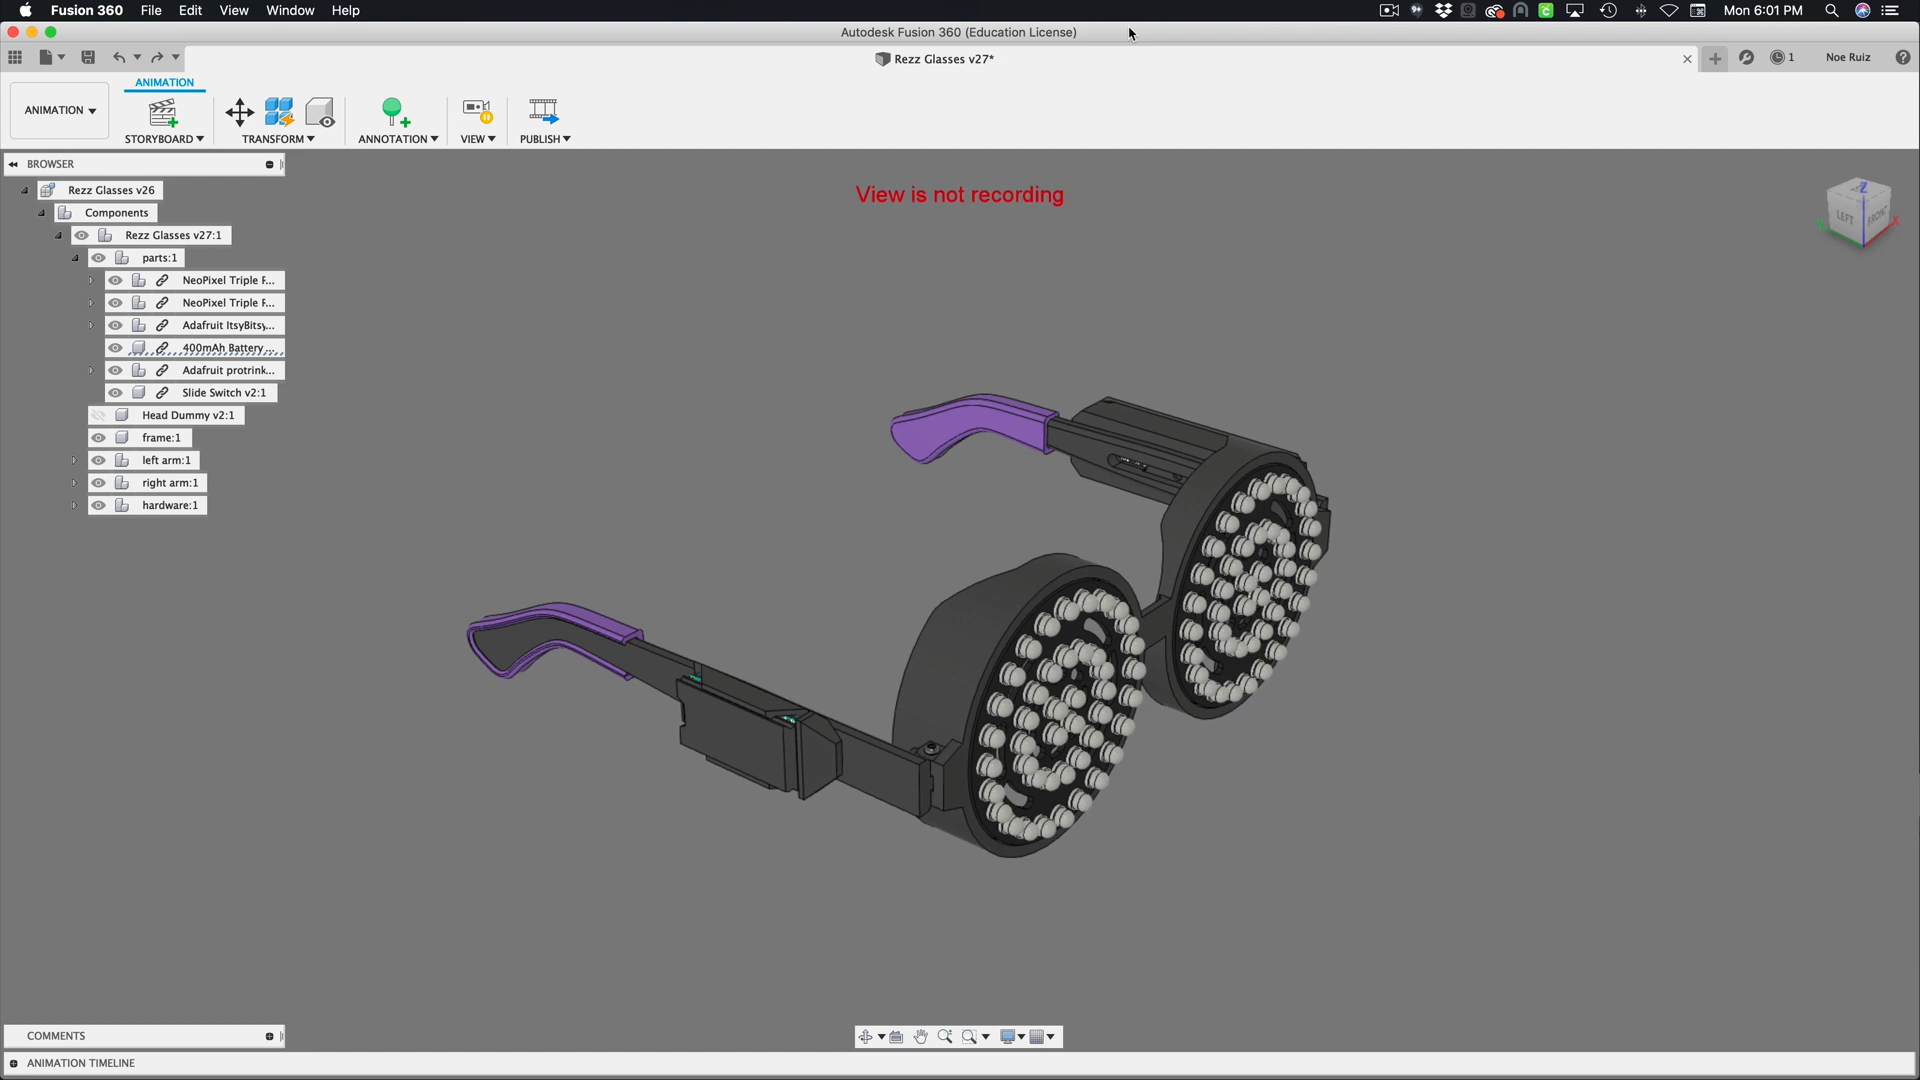 Fusion 360 File Edit View Window Help
Mon 6:01 PM
Autodesk Fusion 360 (Education License)
Rezz Glasses v27*
1
Noe Ruiz
ANIMATION
ANIMATION
STORYBOARD
TRANSFORM
ANNOTATION
VIEW
PUBLISH
BROWSER
View is not recording
Rezz Glasses v26
Components
Rezz Glasses v27:1
parts:1
NeoPixel Triple F...
NeoPixel Triple F...
Adafruit ItsyBitsy...
400mAh Battery ...
Adafruit protrink...
Slide Switch v2:1
Head Dummy v2:1
frame:1
left arm:1
right arm:1
hardware:1
Z
LEFT
FRONT
X
COMMENTS
ANIMATION TIMELINE